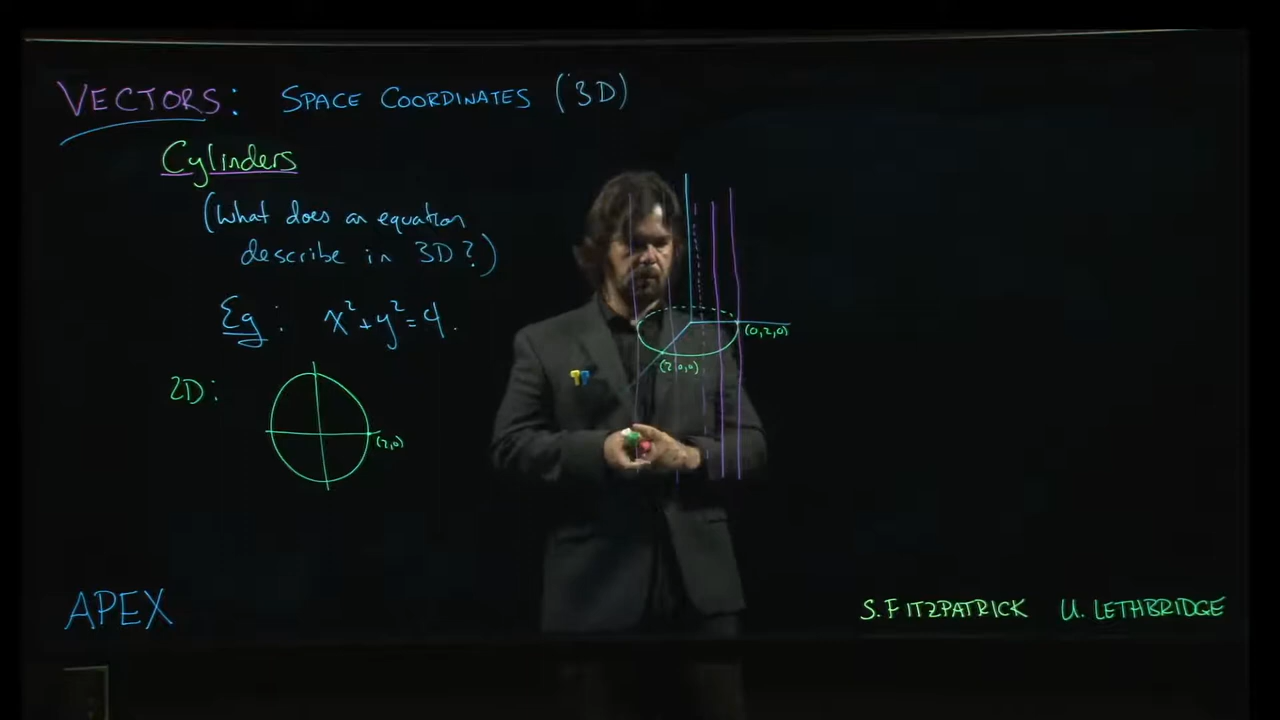 VECTORS: SPACE COORDINATES (3D)
Cylinders
(What does an equation
describe in 3D?)
Eg: x²+y²=4.
(0,2,0)
(2,0,0)
2D:
(2,0)
APEX
S. FITZPATRICK U. LETHBRIDGE